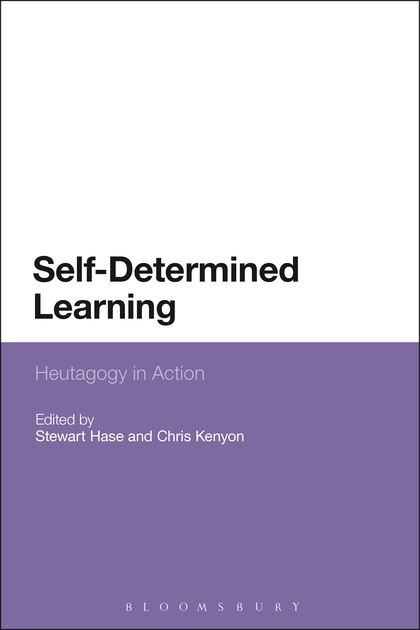 Self-Determined
Learning
Heutagogy in Action
Edited by
Stewart Hase and Chris Kenyon
BLOOMSBURY